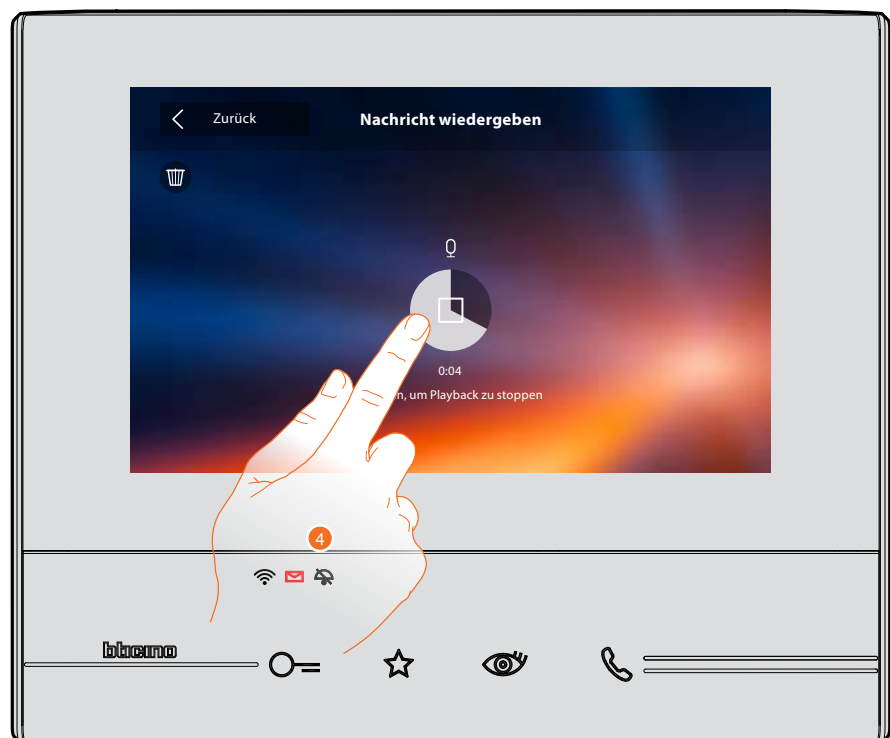 Zurück
Nachricht wiedergeben
0:04
um Playback zu stoppen
4
bticino